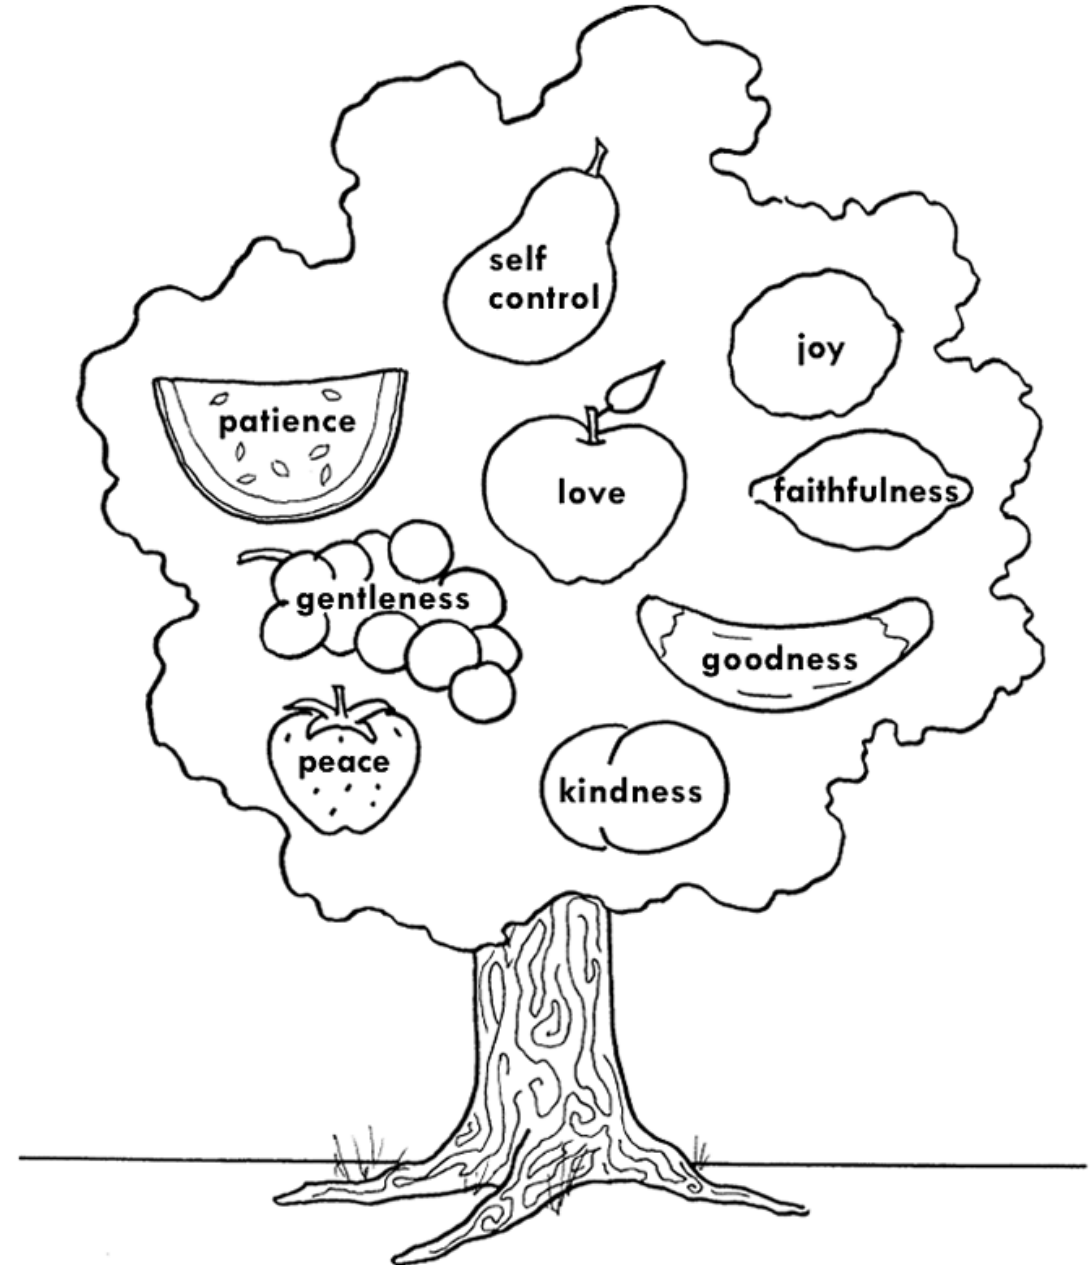 self
control
joy
patience
love
faithfulness
gentleness
goodness
peace
kindness